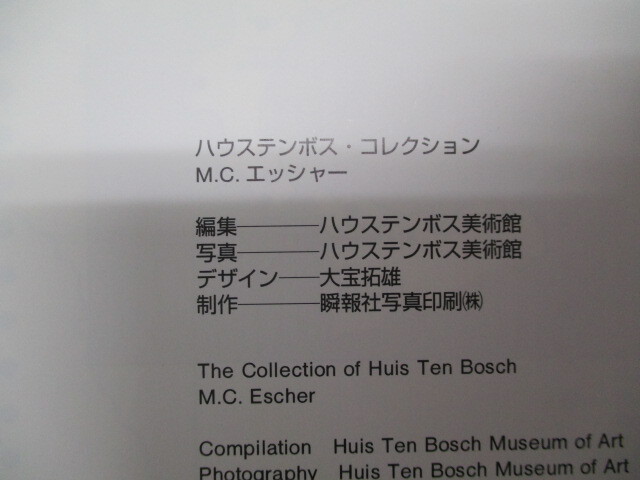 ハウステンボス・コレクション
M.C. エッシャー
編集────ハウステンボス美術館
写真────ハウステンボス美術館
デザイン──大宝拓雄
制作────瞬報社写真印刷㈱
The Collection of Huis Ten Bosch
M.C. Escher
Compilation Huis Ten Bosch Museum of Art
Photography Huis Ten Bosch Museum of Art